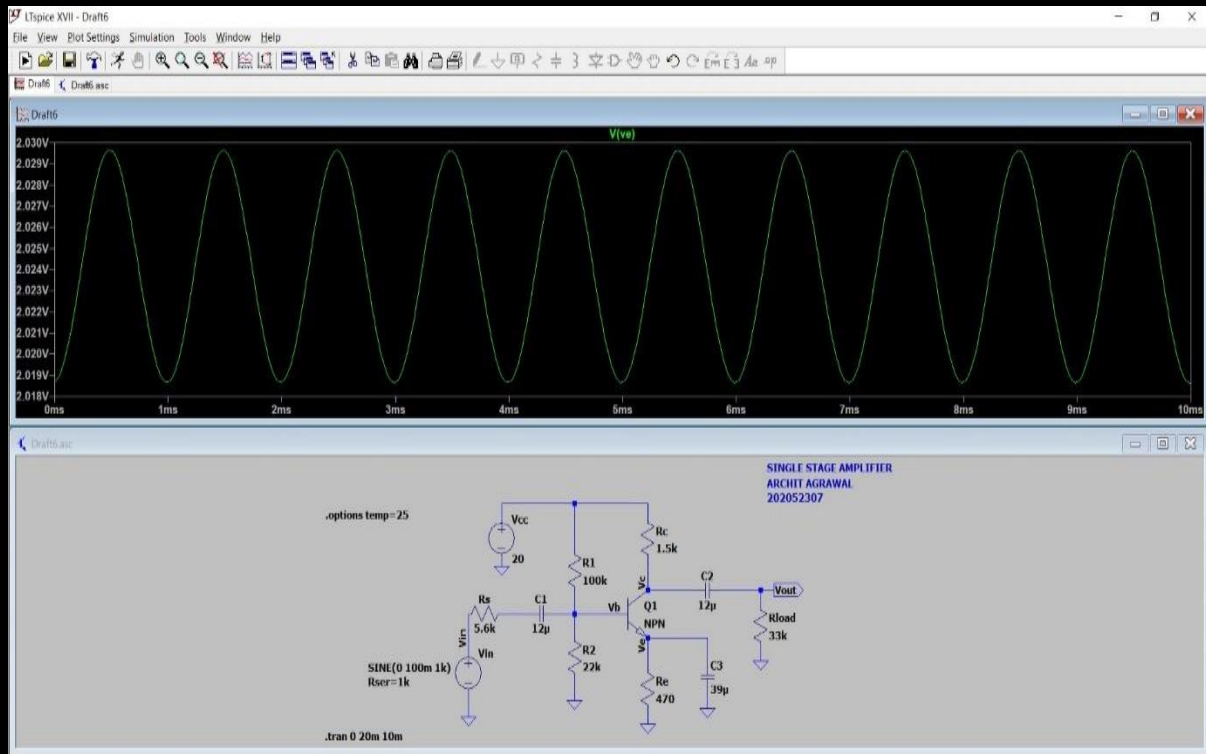 LTspice XVII - Draft6
File View Plot Settings Simulation Tools Window Help
Draft6 Draft6.asc
Draft6
V(ve)
2.030V
2.029V
2.028V
2.027V
2.026V
2.025V
2.024V
2.023V
2.022V
2.021V
2.020V
2.019V
2.018V
0ms 1ms 2ms 3ms 4ms 5ms 6ms 7ms 8ms 9ms 10ms
Draft6.asc
SINGLE STAGE AMPLIFIER
ARCHIT AGRAWAL
202052307
.options temp=25
Vcc
20
R1
100k
Rc
1.5k
Vc
C2
12µ
Vout
Rload
33k
Rs
5.6k
C1
12µ
Vb
Q1
NPN
Ve
Vin
Vin
SINE(0 100m 1k)
Rser=1k
R2
22k
Re
470
C3
39µ
.tran 0 20m 10m